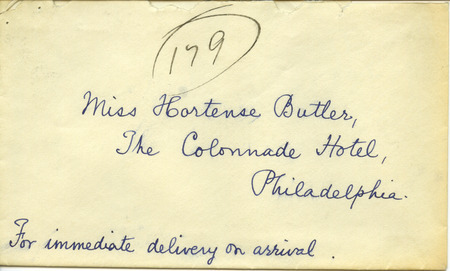 179
Miss Hortense Butler,
The Colonnade Hotel,
Philadelphia.
For immediate delivery on arrival.